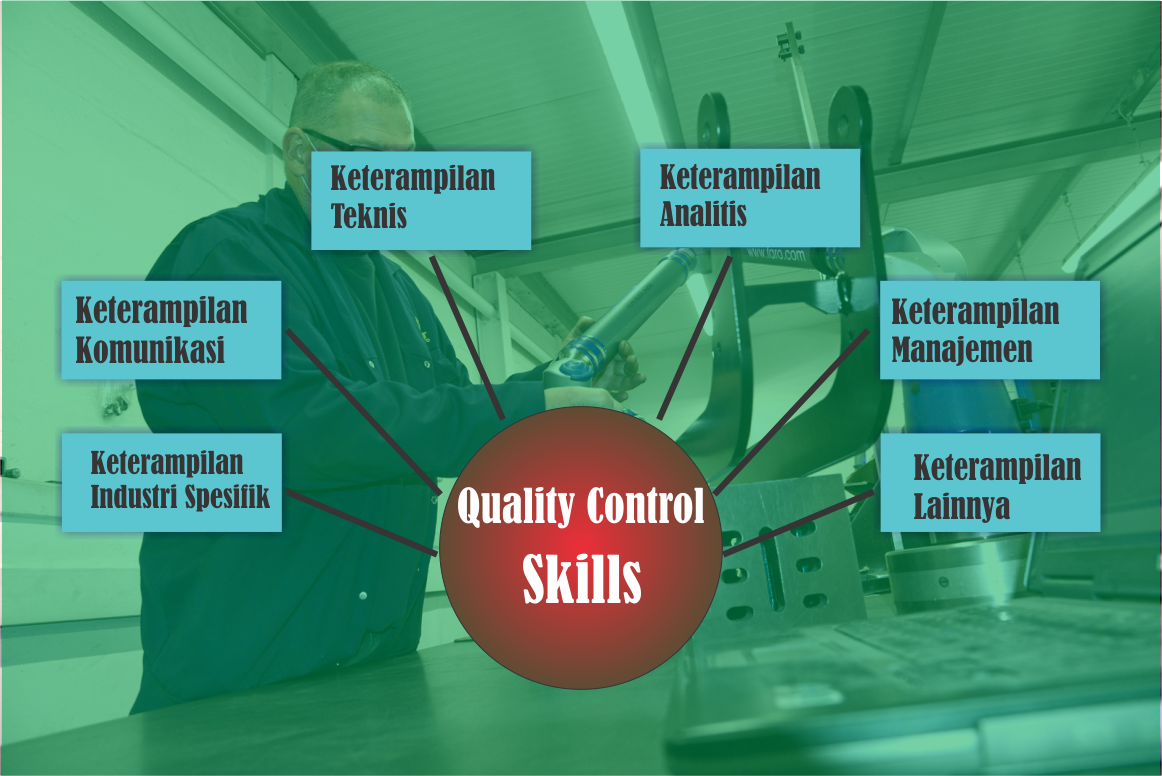 Keterampilan
Teknis
Keterampilan
Analitis
Keterampilan
Komunikasi
Keterampilan
Manajemen
Keterampilan
Industri Spesifik
Keterampilan
Lainnya
Quality Control
Skills
www.faro.com